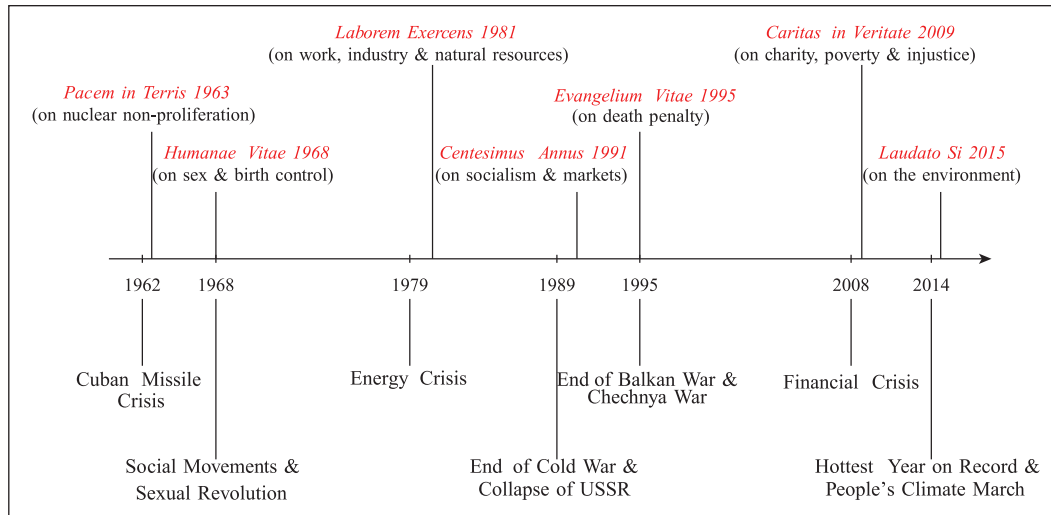 Laborem Exercens 1981
(on work, industry & natural resources)
Caritas in Veritate 2009
(on charity, poverty & injustice)
Pacem in Terris 1963
(on nuclear non-proliferation)
Evangelium Vitae 1995
(on death penalty)
Humanae Vitae 1968
(on sex & birth control)
Centesimus Annus 1991
(on socialism & markets)
Laudato Si 2015
(on the environment)
1962
1968
1979
1989
1995
2008
2014
Cuban Missile
Crisis
Energy Crisis
End of Balkan War &
Chechnya War
Financial Crisis
Social Movements &
Sexual Revolution
End of Cold War &
Collapse of USSR
Hottest Year on Record &
People's Climate March